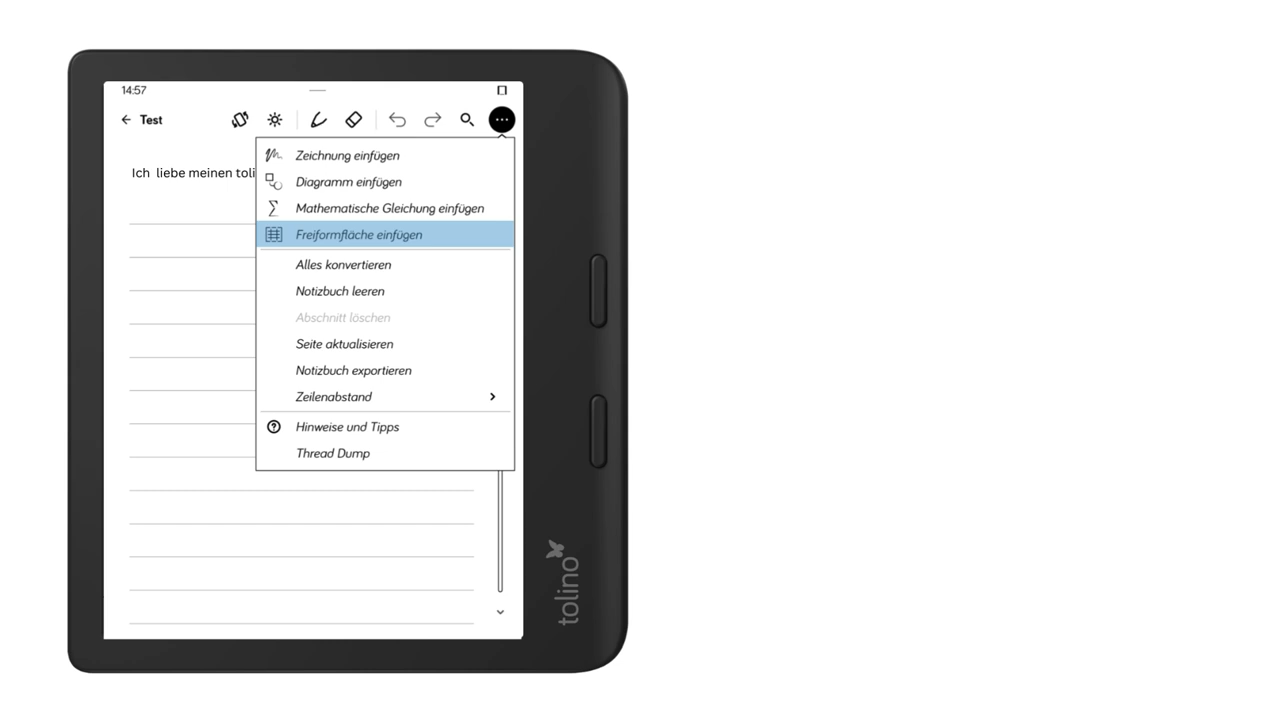 14:57
Test
Ich  liebe meinen toli
Zeichnung einfügen
Diagramm einfügen
Mathematische Gleichung einfügen
Freiformfläche einfügen
Alles konvertieren
Notizbuch leeren
Abschnitt löschen
Seite aktualisieren
Notizbuch exportieren
Zeilenabstand
Hinweise und Tipps
Thread Dump
tolino